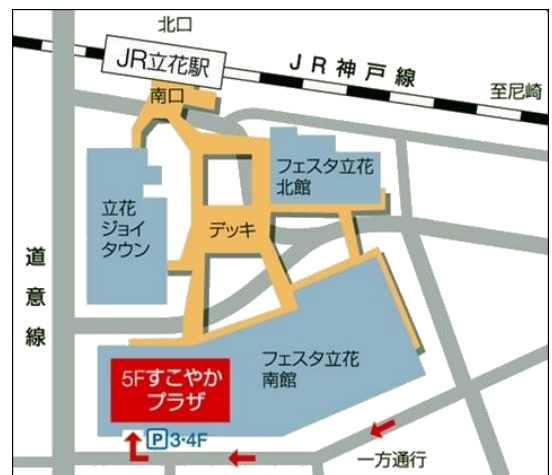 北口
JR立花駅
JR神戸線
至尼崎
南口
フェスタ立花
北館
立花
ジョイ
タウン
デッキ
道意線
フェスタ立花
南館
5Fすこやか
プラザ
P3・4F
一方通行